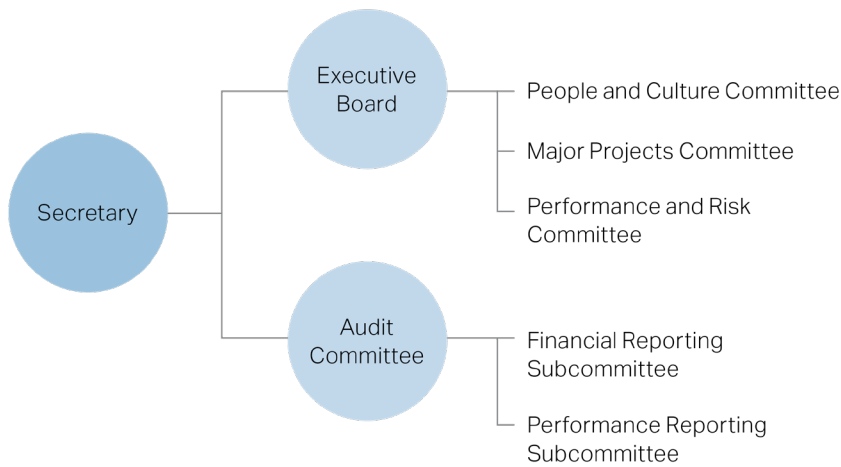 Secretary
Executive
Board
People and Culture Committee
Major Projects Committee
Performance and Risk
Committee
Audit
Committee
Financial Reporting
Subcommittee
Performance Reporting
Subcommittee